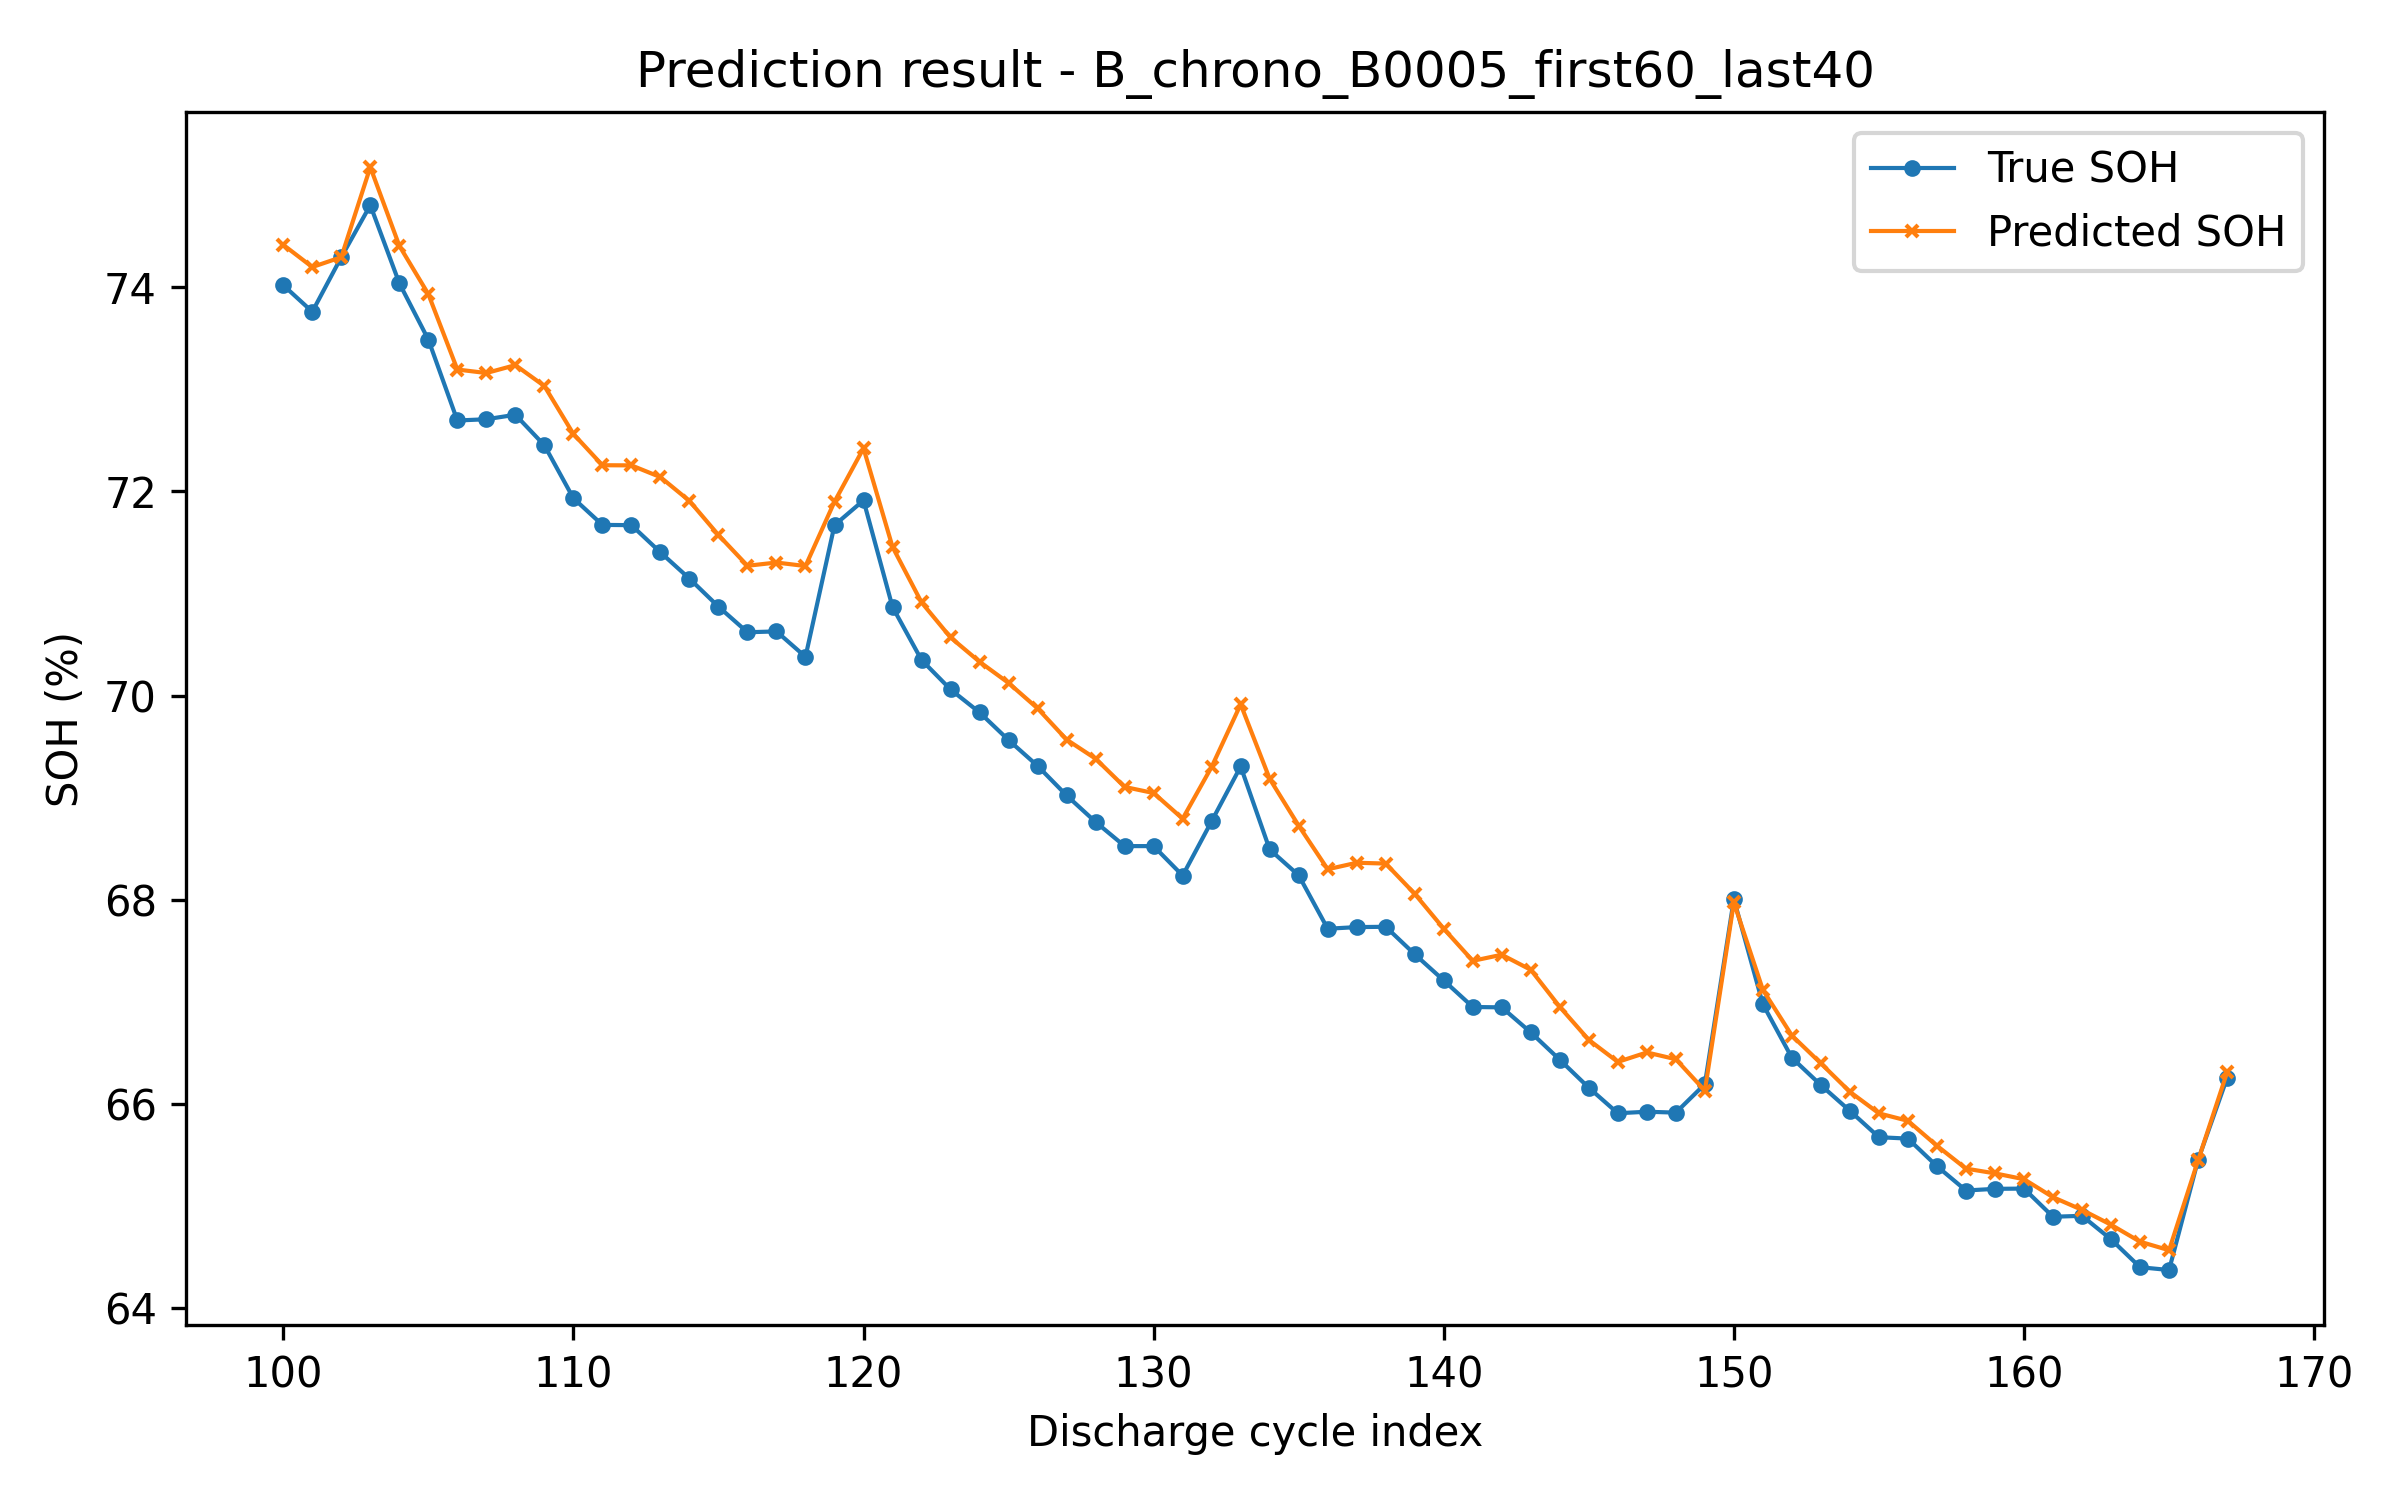 Prediction result - B_chrono_B0005_first60_last40
True SOH
Predicted SOH
SOH (%)
74
72
70
68
66
64
100 110 120 130 140 150 160 170
Discharge cycle index